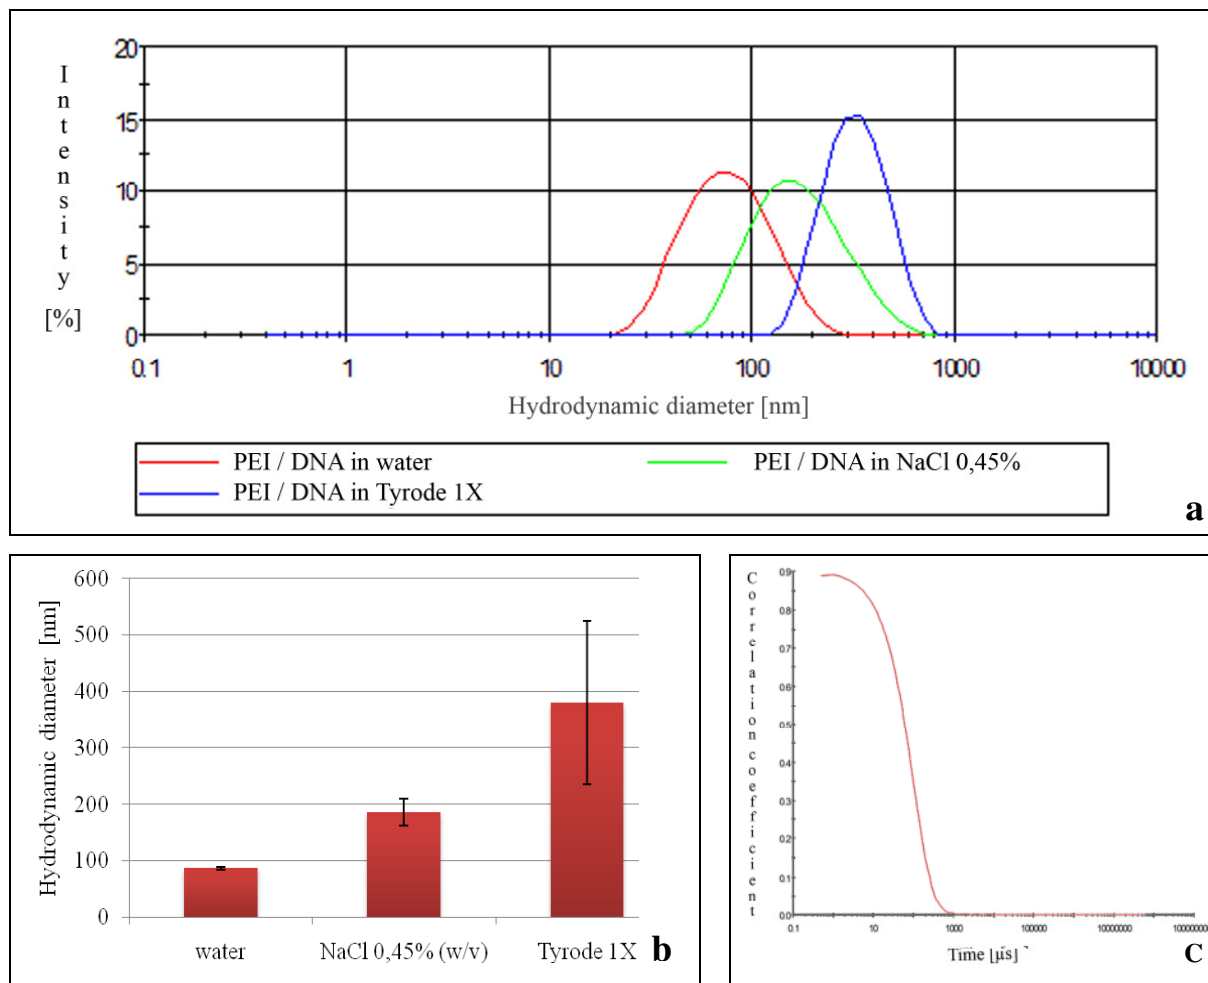 Intensity [%]
20
15
10
5
0
0.1 1 10 100 1000 10000
Hydrodynamic diameter [nm]
PEI / DNA in water
PEI / DNA in NaCl 0,45%
PEI / DNA in Tyrode 1X
a
Hydrodynamic diameter [nm]
600
500
400
300
200
100
0
water NaCl 0,45% (w/v) Tyrode 1X
b
Correlation coefficient
0.9
0.8
0.7
0.6
0.5
0.4
0.3
0.2
0.1
0.0
0.1 10 1000 100000 10000000
Time [µs]
C